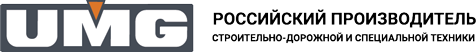 UMG
РОССИЙСКИЙ ПРОИЗВОДИТЕЛЬ
СТРОИТЕЛЬНО-ДОРОЖНОЙ И СПЕЦИАЛЬНОЙ ТЕХНИКИ